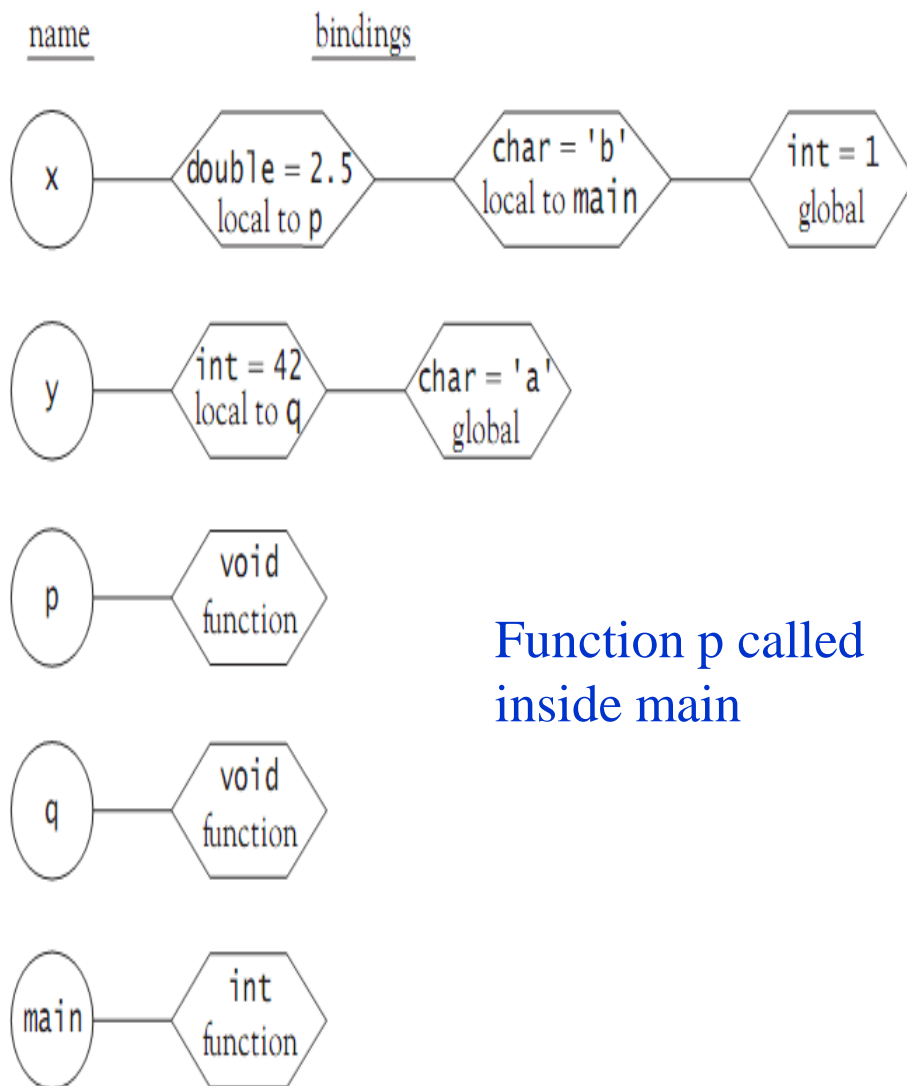 name bindings
x
double = 2.5
local to p
char = 'b'
local to main
int = 1
global
y
int = 42
local to q
char = 'a'
global
p
void
function
Function p called
inside main
q
void
function
main
int
function